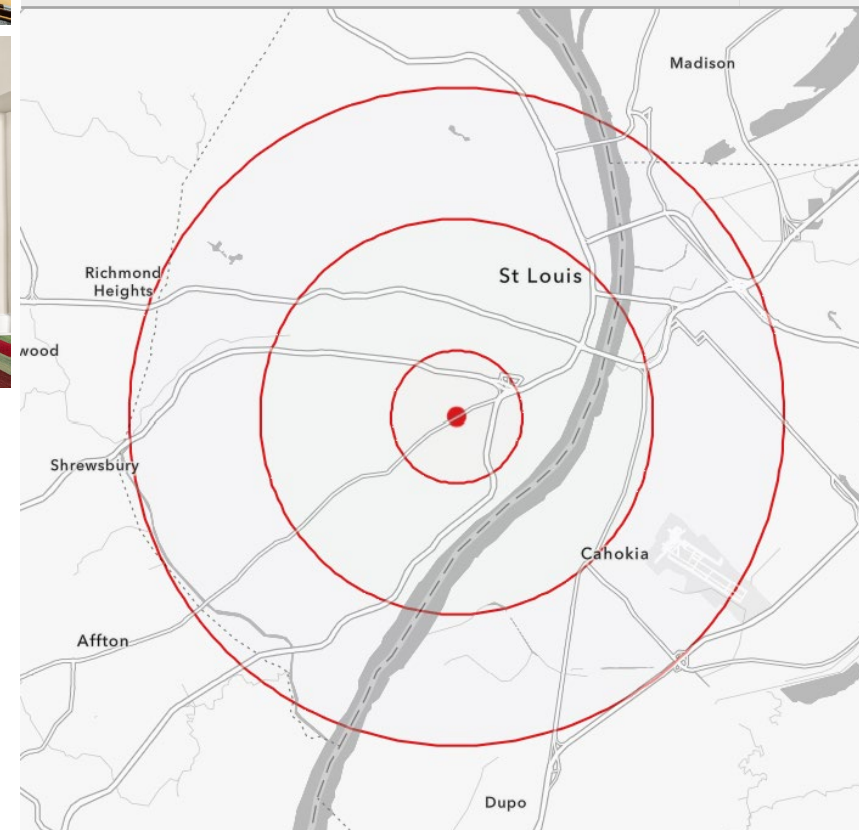 Madison
Richmond
Heights
St Louis
wood
Shrewsbury
Cahokia
Affton
Dupo